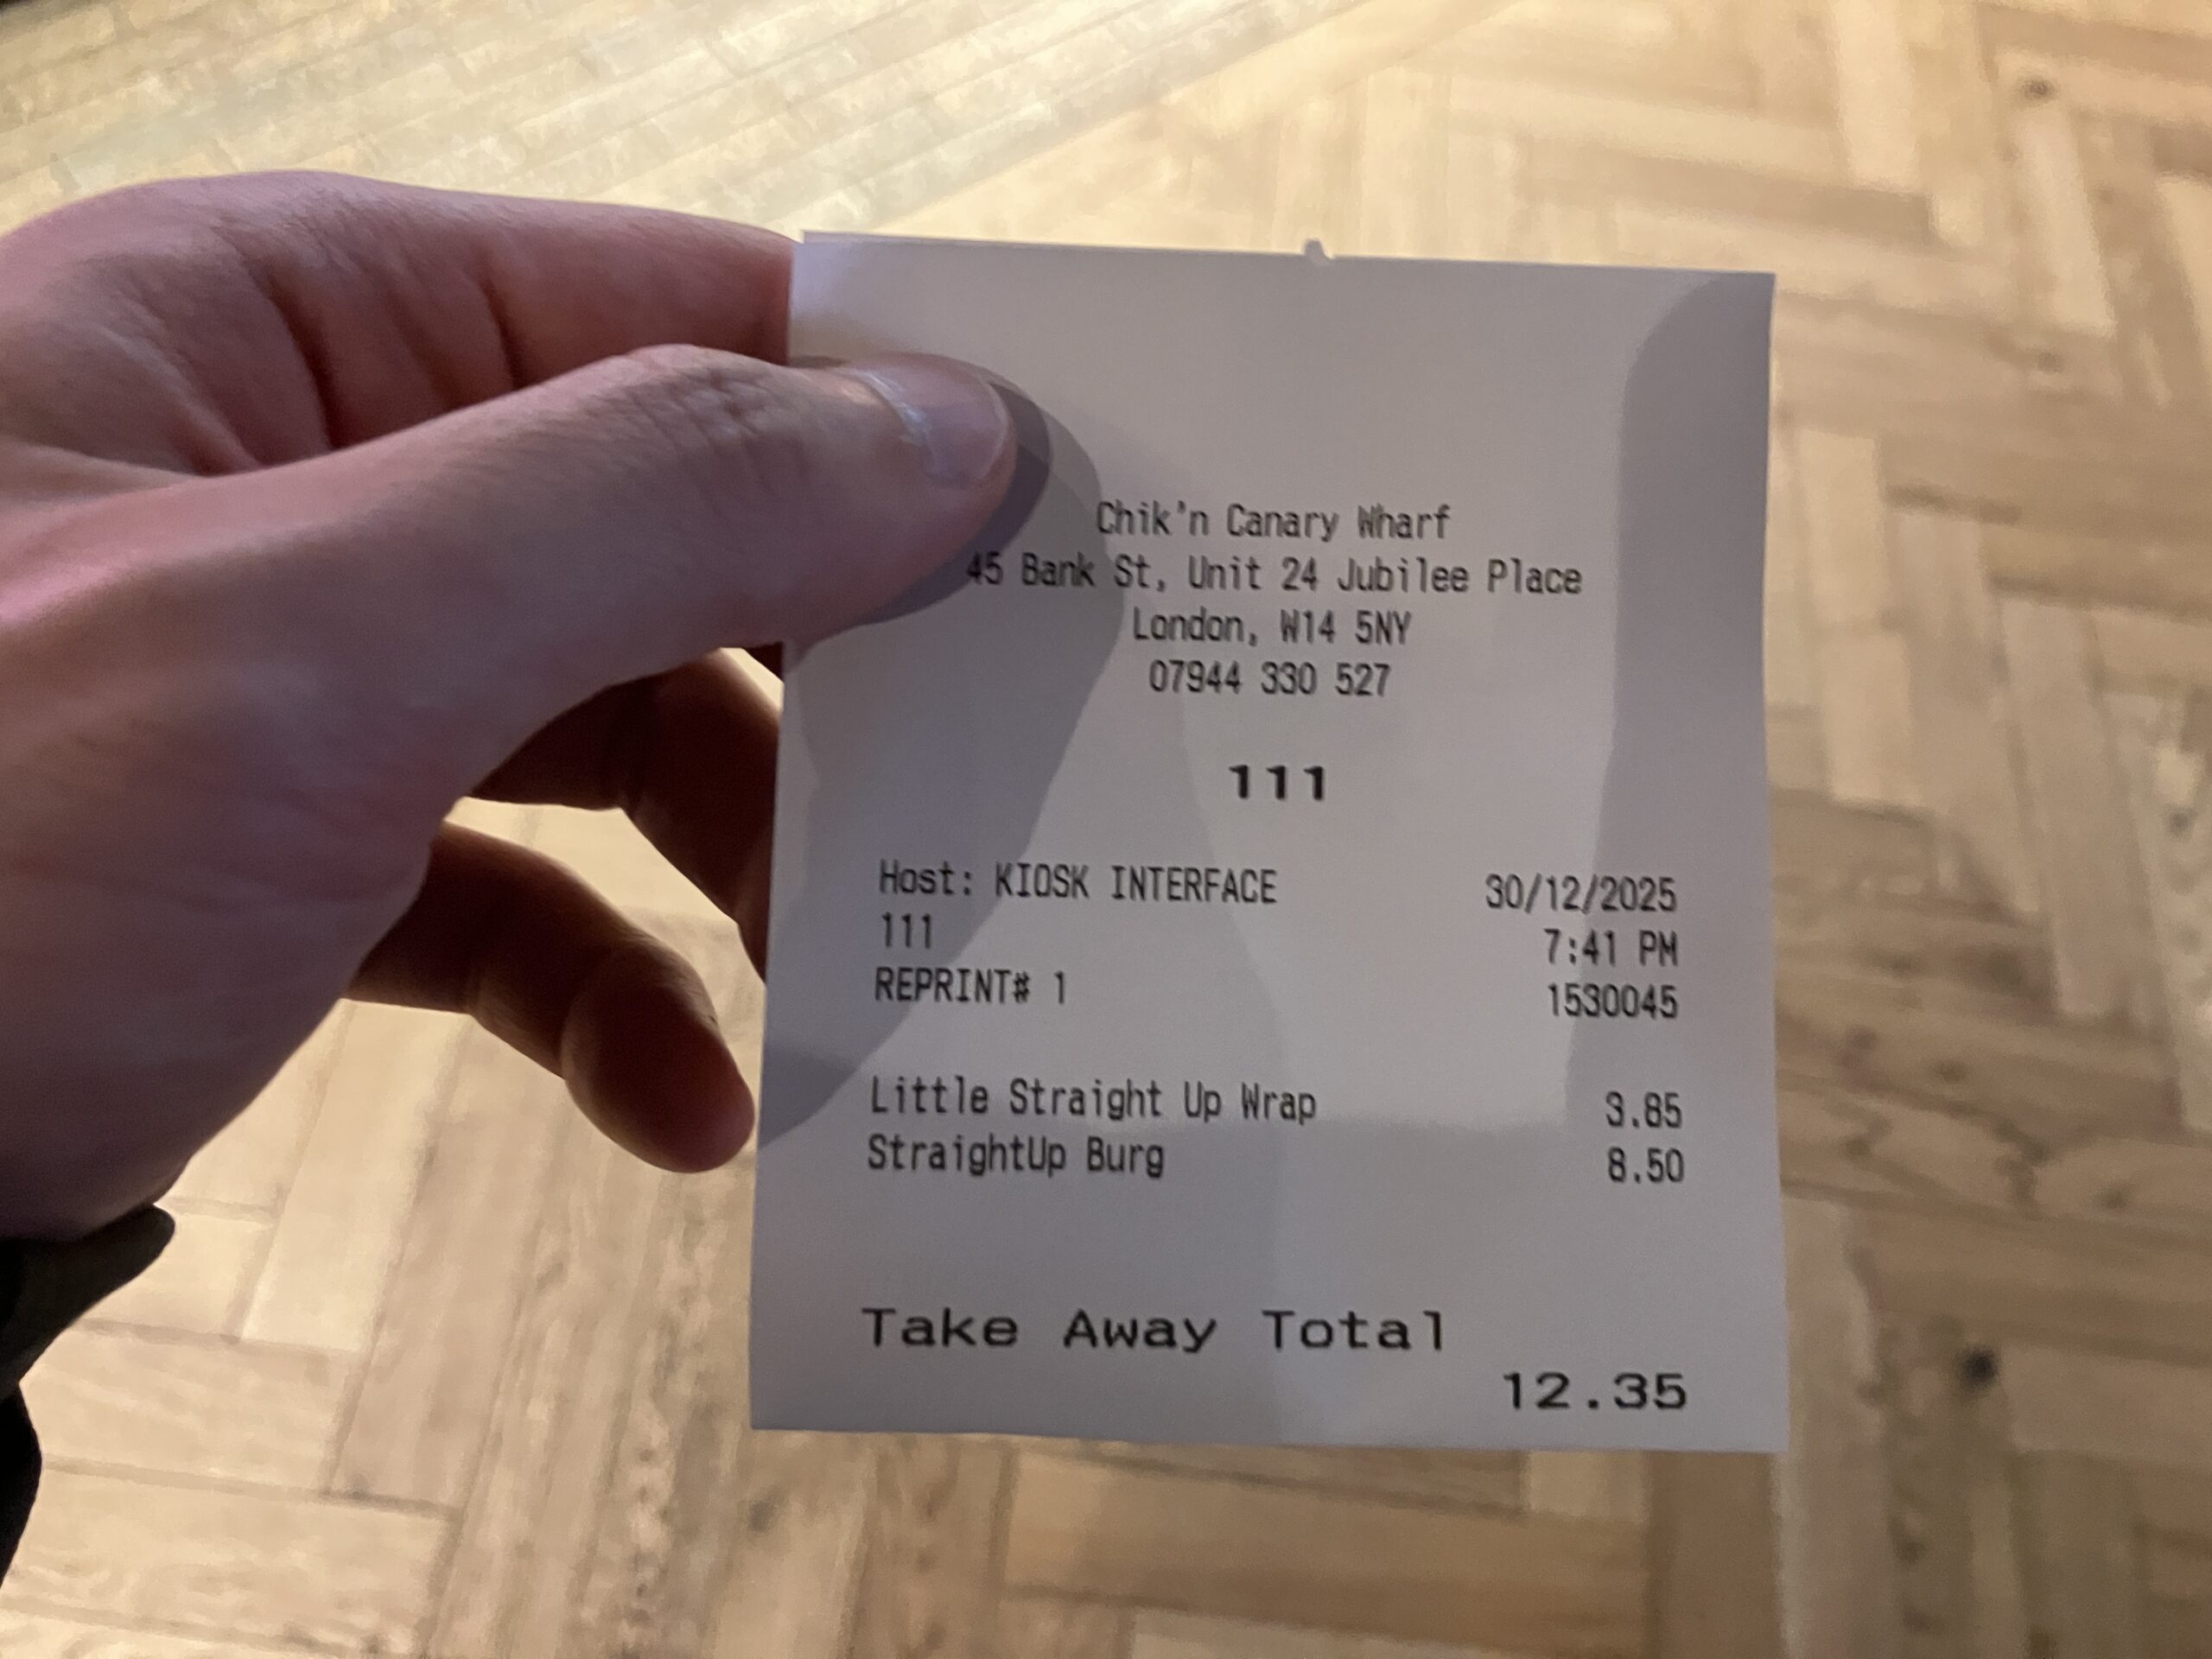 Chik'n Canary Wharf
45 Bank St, Unit 24 Jubilee Place
London, W14 5NY
07944 330 527
111
Host: KIOSK INTERFACE 30/12/2025
111 7:41 PM
REPRINT# 1 1530045
Little Straight Up Wrap 3.85
StraightUp Burg 8.50
Take Away Total
12.35